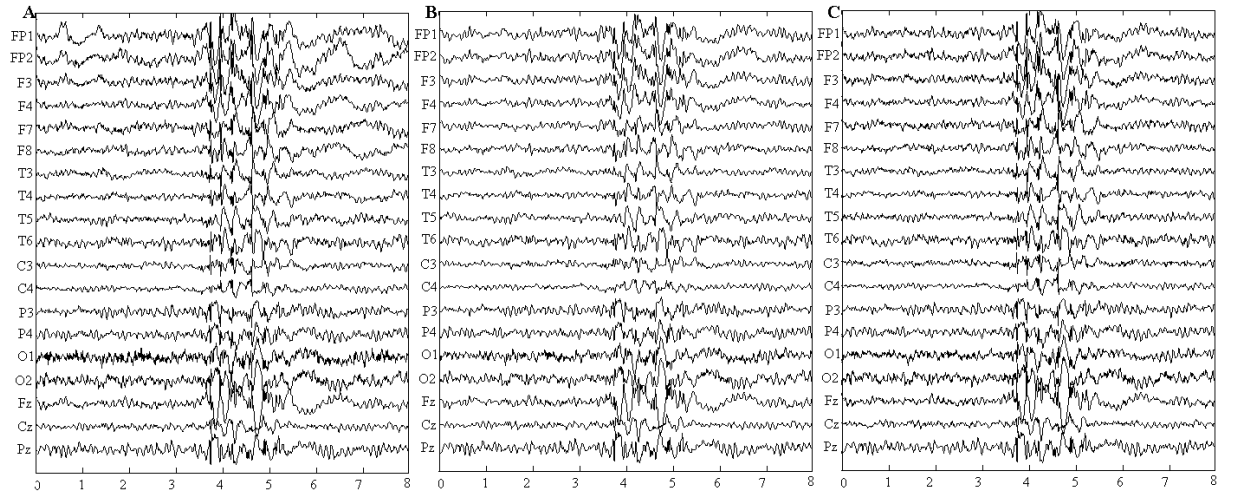 A B C
FP1 FP1 FP1
FP2 FP2 FP2
F3 F3 F3
F4 F4 F4
F7 F7 F7
F8 F8 F8
T3 T3 T3
T4 T4 T4
T5 T5 T5
T6 T6 T6
C3 C3 C3
C4 C4 C4
P3 P3 P3
P4 P4 P4
O1 O1 O1
O2 O2 O2
Fz Fz Fz
Cz Cz Cz
Pz Pz Pz
0 1 2 3 4 5 6 7 8 0 1 2 3 4 5 6 7 8 0 1 2 3 4 5 6 7 8